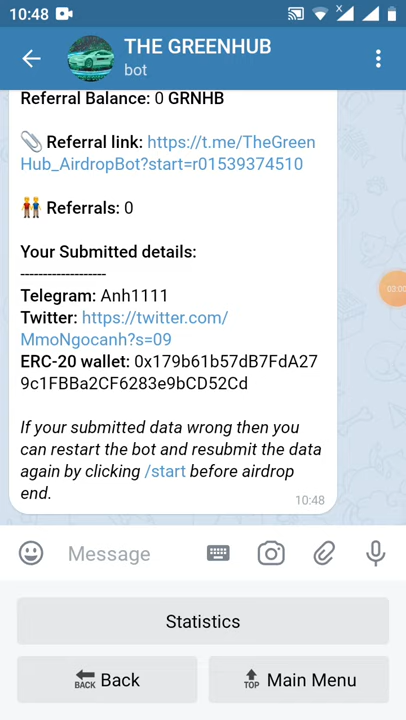 10:48
THE GREENHUB
bot
Referral Balance: 0 GRNHB
Referral link: https://t.me/TheGreen
Hub_AirdropBot?start=r01539374510
Referrals: 0
Your Submitted details:
-------------------
Telegram: Anh1111
Twitter: https://twitter.com/
MmoNgocanh?s=09
ERC-20 wallet: 0x179b61b57dB7FdA27
9c1FBBa2CF6283e9bCD52Cd
If your submitted data wrong then you
can restart the bot and resubmit the data
again by clicking /start before airdrop
end.
10:48
03:00
Message
Statistics
BACK Back
TOP Main Menu